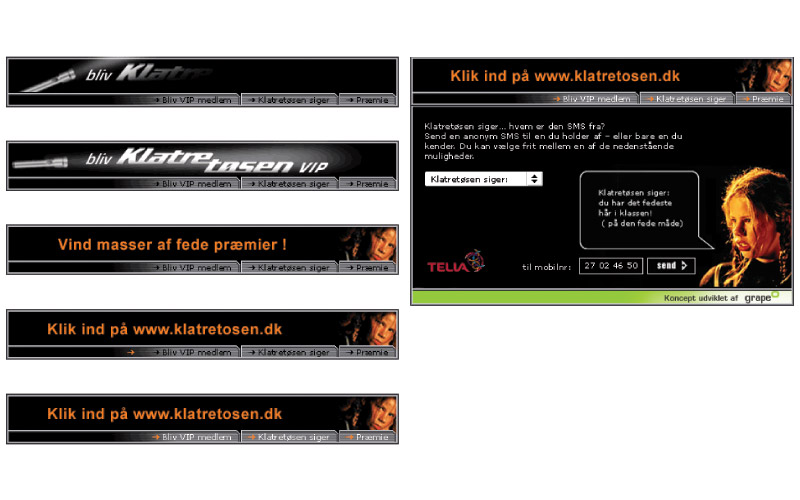 bliv Klatre
Bliv VIP medlem Klatretøsen siger Præmie
bliv Klatretøsen VIP
Bliv VIP medlem Klatretøsen siger Præmie
Vind masser af fede præmier !
Bliv VIP medlem Klatretøsen siger Præmie
Klik ind på www.klatretosen.dk
Bliv VIP medlem Klatretøsen siger Præmie
Klik ind på www.klatretosen.dk
Bliv VIP medlem Klatretøsen siger Præmie
Klik ind på www.klatretosen.dk
Bliv VIP medlem Klatretøsen siger Præmie
Klatretøsen siger... hvem er den SMS fra?
Send en anonym SMS til en du holder af – eller bare en du
kender. Du kan vælge frit mellem en af de nedenstående
muligheder.
Klatretøsen siger:
Klatretøsen siger:
du har det fedeste
hår i klassen!
( på den fede måde)
TELIA
til mobilnr: 27 02 46 50 send
Koncept udviklet af grape